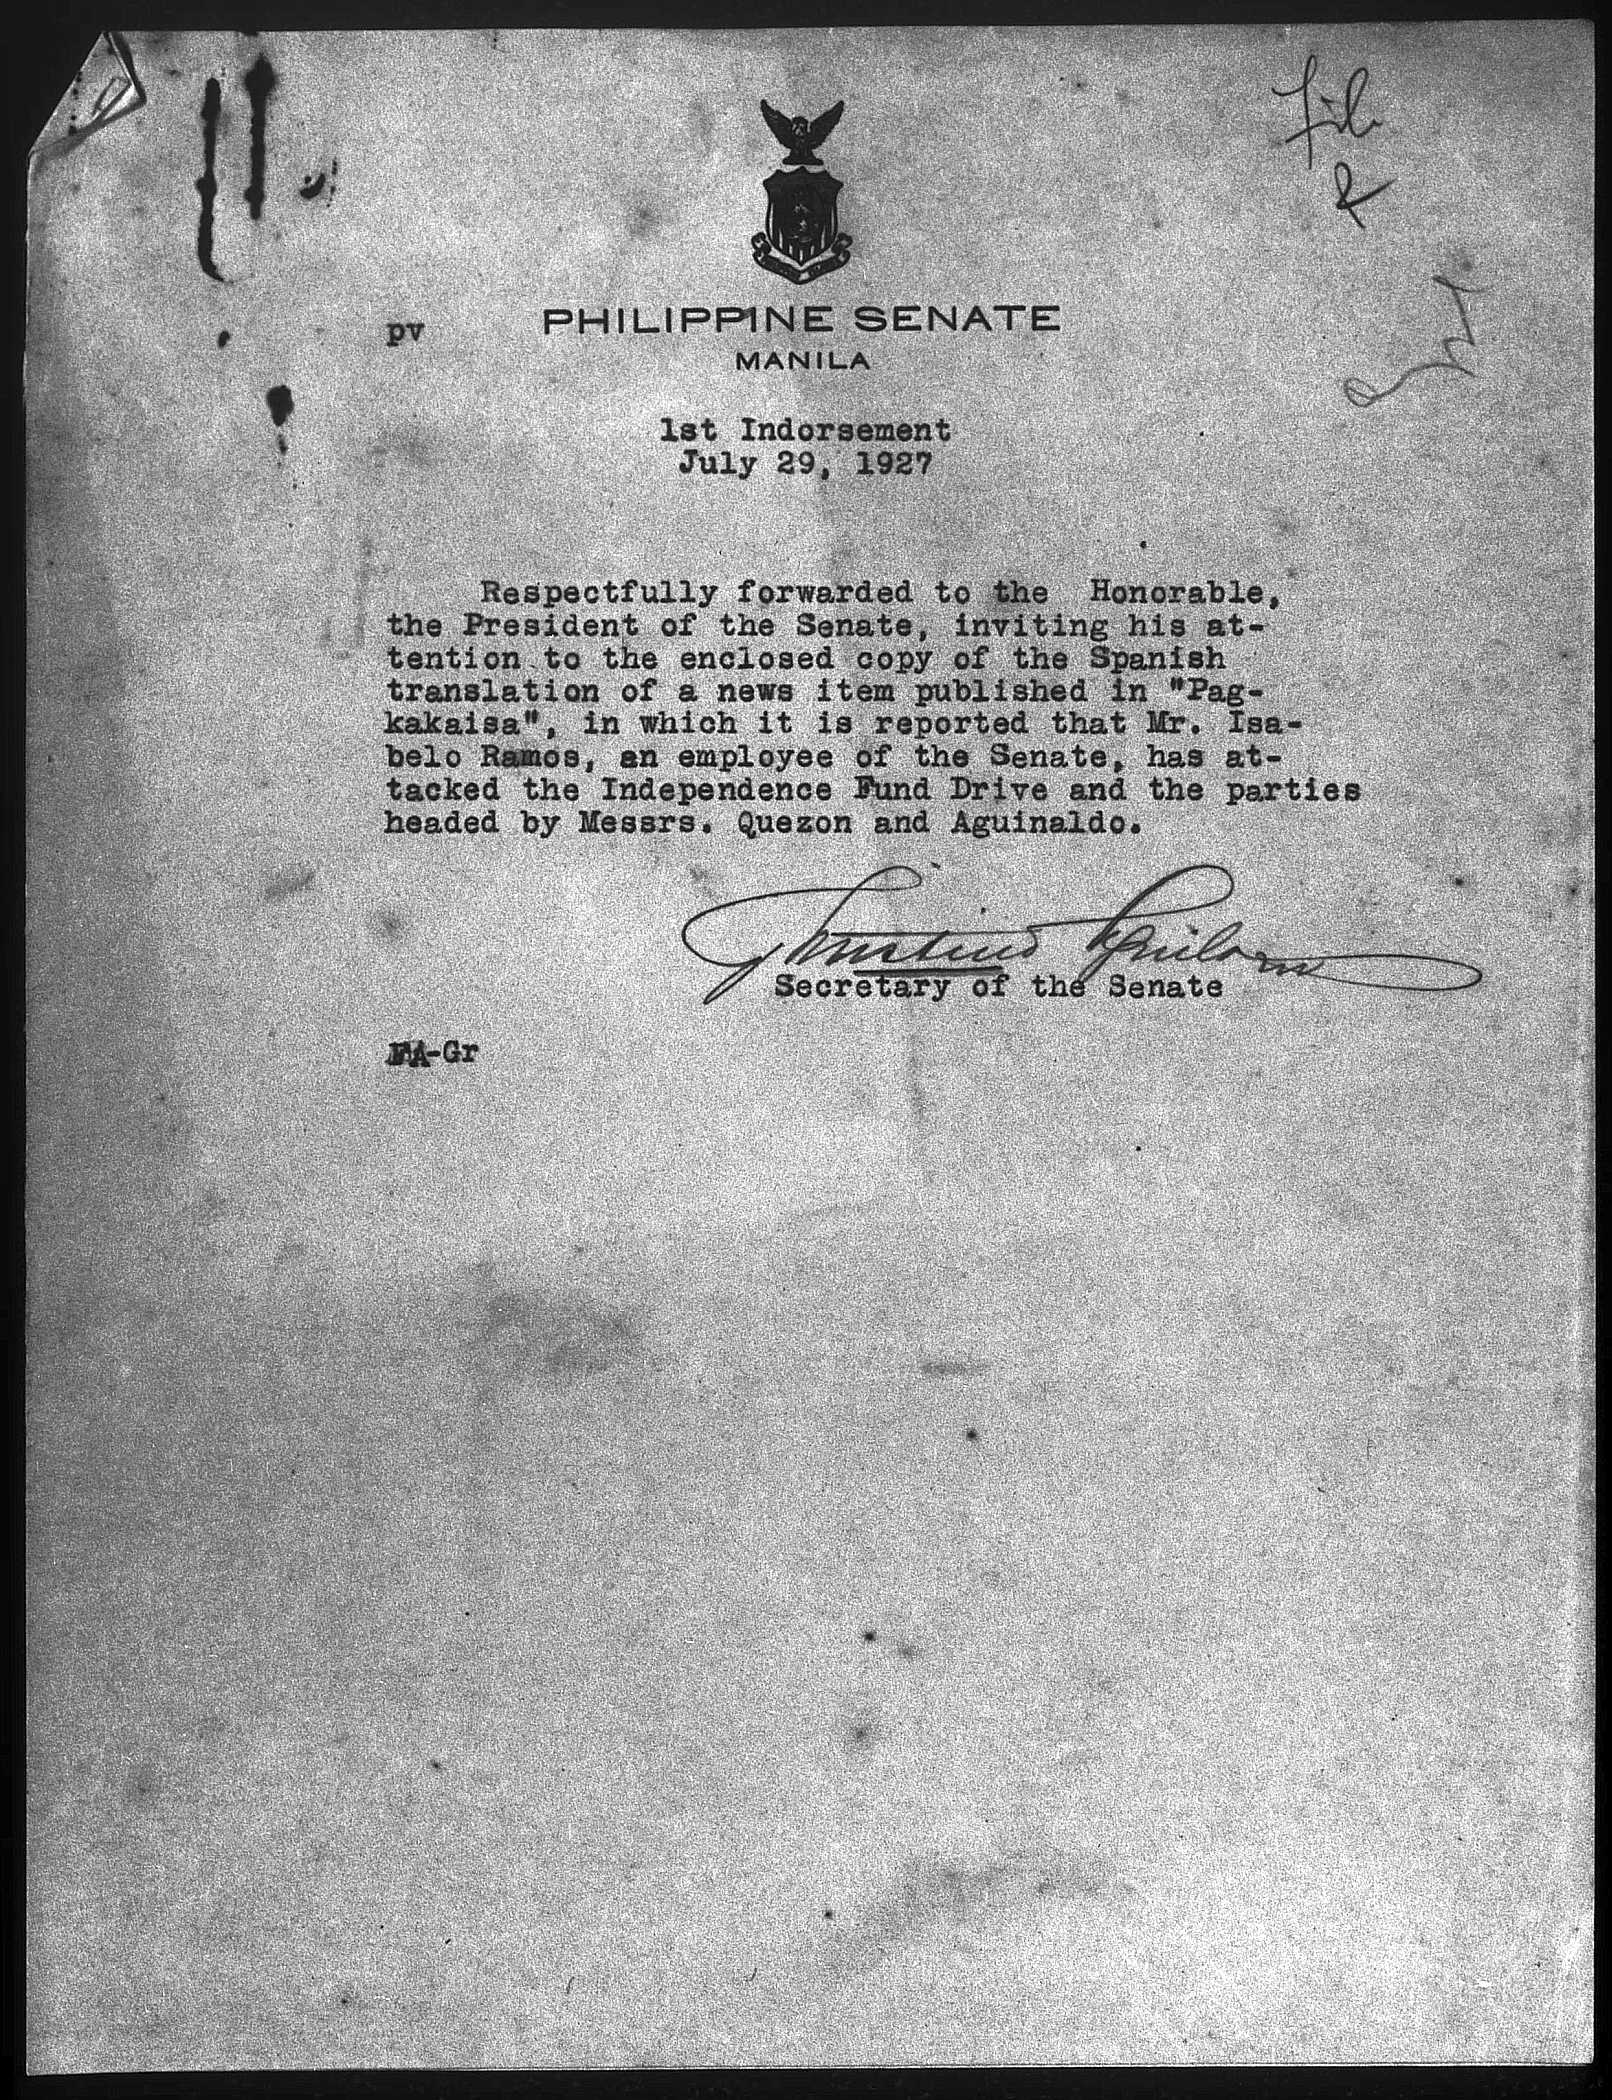 File
pv
PHILIPPINE SENATE
MANILA
1st Indorsement
July 29, 1927
Respectfully forwarded to the Honorable,
the President of the Senate, inviting his at-
tention to the enclosed copy of the Spanish
translation of a news item published in "Pag-
kakaisa", in which it is reported that Mr. Isa-
belo Ramos, an employee of the Senate, has at-
tacked the Independence Fund Drive and the parties
headed by Messrs. Quezon and Aguinaldo.
Secretary of the Senate
FA-Gr